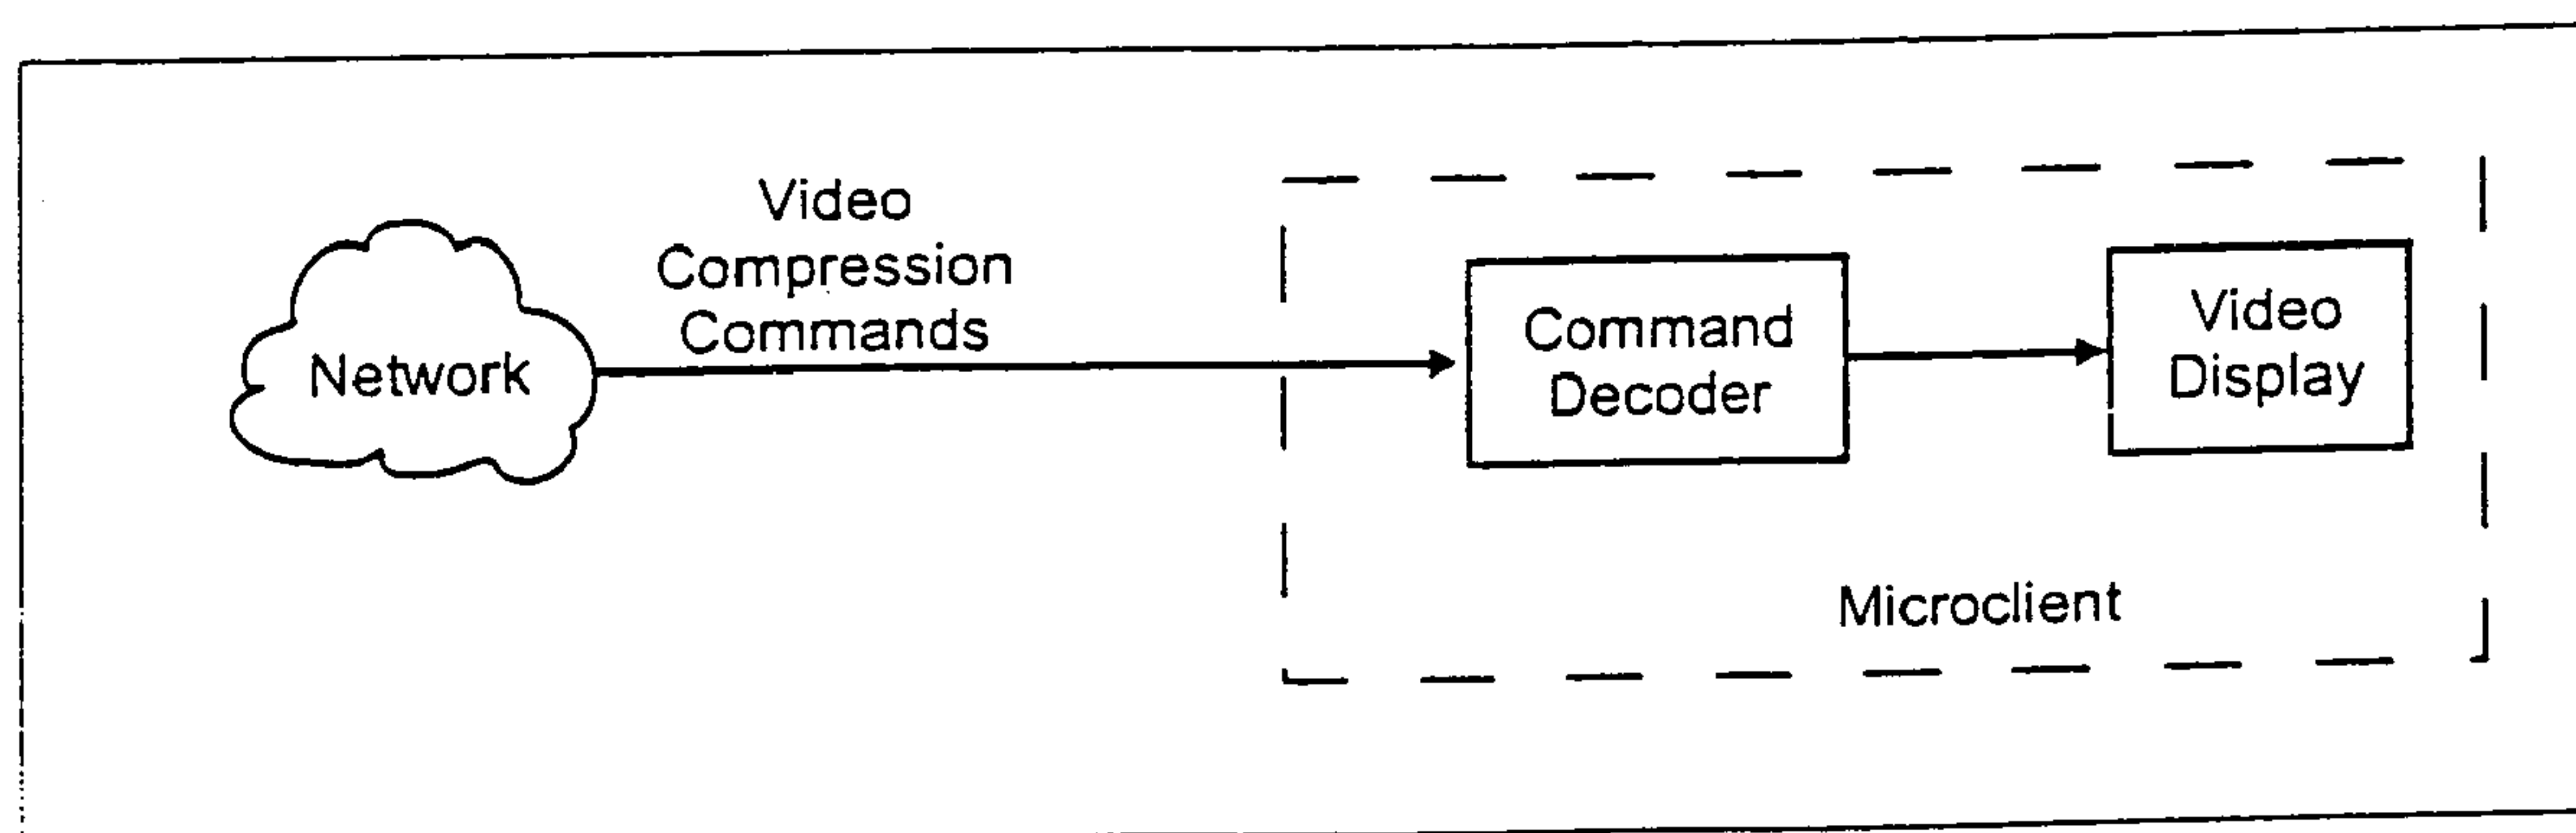 Video
Compression
Commands
Network
Command
Decoder
Video
Display
Microclient